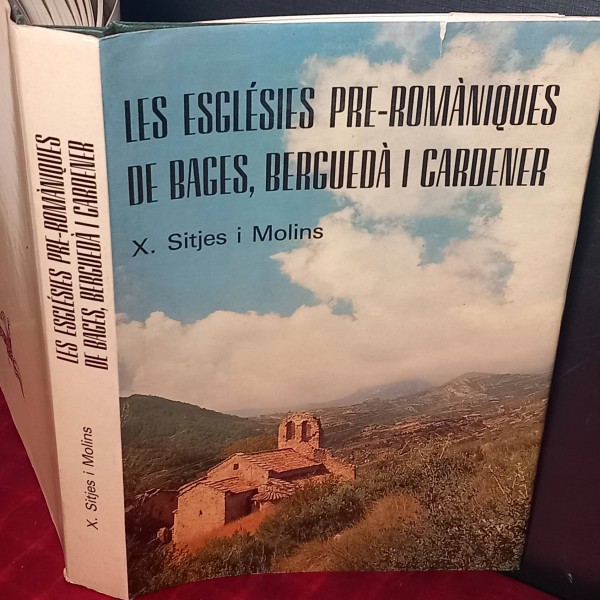 LES ESGLÉSIES PRE-ROMÀNIQUES
DE BAGES, BERGUEDÀ I CARDENER
X. Sitjes i Molins
LES ESGLÉSIES PRE-ROMÀNIQUES
DE BAGES, BERGUEDÀ I CARDENER
X. Sitjes i Molins